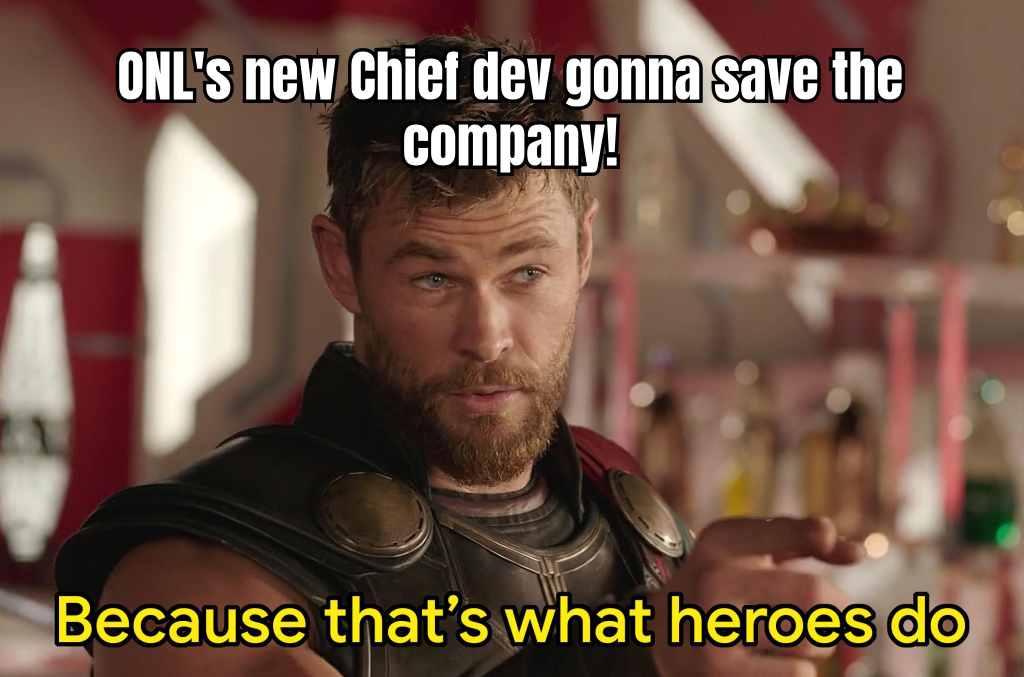 ONL's new Chief dev gonna save the
company!
Because that’s what heroes do